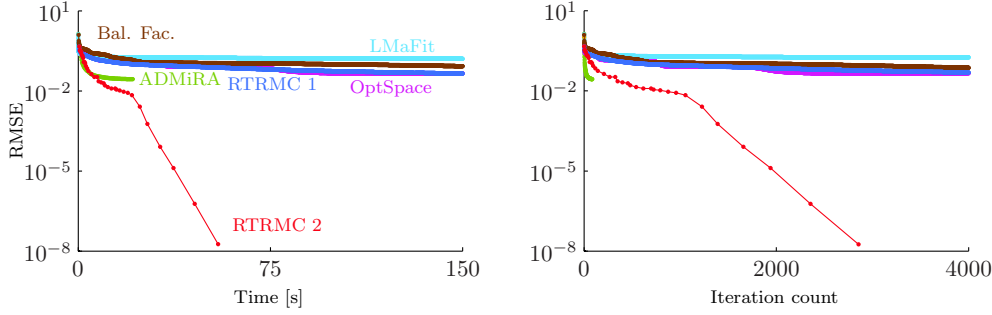 RMSE
10^1
10^-2
10^-5
10^-8
Bal. Fac.
LMaFit
ADMiRA
RTRMC 1
OptSpace
RTRMC 2
0
75
150
Time [s]
10^1
10^-2
10^-5
10^-8
0
2000
4000
Iteration count